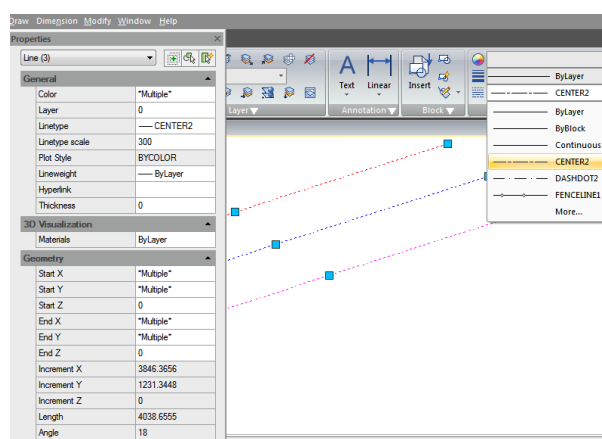 Draw Dimension Modify Window Help
Properties ×
Line (3)
General
Color *Multiple*
Layer 0
Linetype CENTER2
Linetype scale 300
Plot Style BYCOLOR
Lineweight ByLayer
Hyperlink
Thickness 0
3D Visualization
Materials ByLayer
Geometry
Start X *Multiple*
Start Y *Multiple*
Start Z 0
End X *Multiple*
End Y *Multiple*
End Z 0
Increment X 3846.3656
Increment Y 1231.3448
Increment Z 0
Length 4038.6555
Angle 18
Layer
A
Text Linear
Annotation
Insert
Block
ByLayer
CENTER2
ByLayer
ByBlock
Continuous
CENTER2
DASHDOT2
FENCELINE1
More...